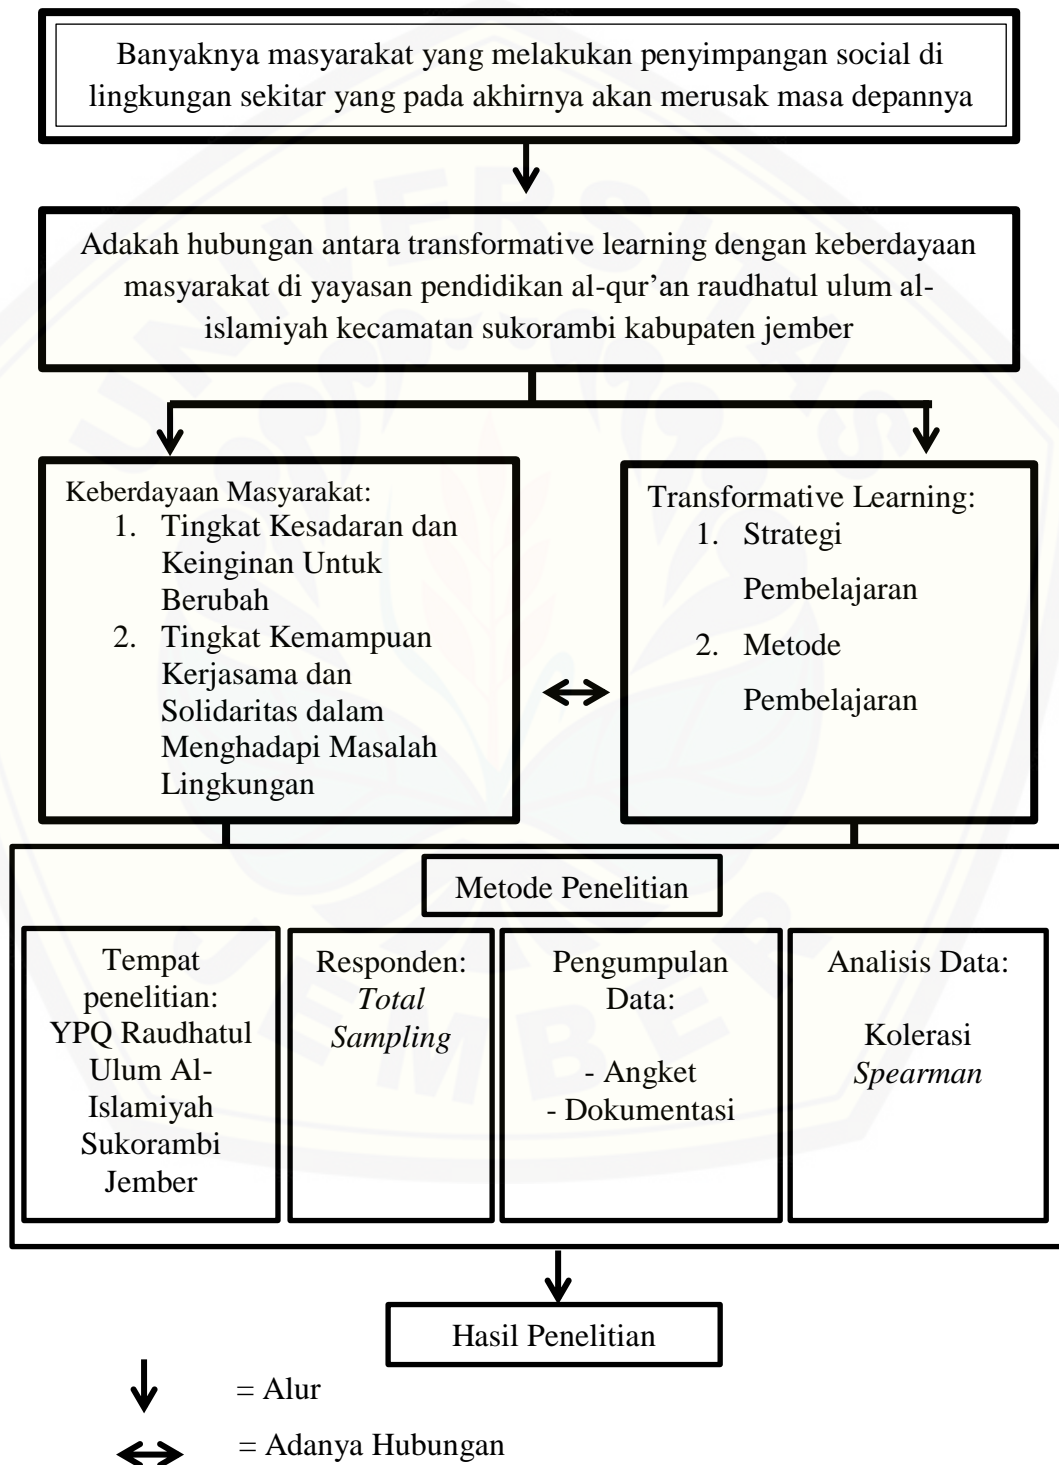 Banyaknya masyarakat yang melakukan penyimpangan social di
lingkungan sekitar yang pada akhirnya akan merusak masa depannya
Adakah hubungan antara transformative learning dengan keberdayaan
masyarakat di yayasan pendidikan al-qur’an raudhatul ulum al-
islamiyah kecamatan sukorambi kabupaten jember
Keberdayaan Masyarakat:
1. Tingkat Kesadaran dan
Keinginan Untuk
Berubah
2. Tingkat Kemampuan
Kerjasama dan
Solidaritas dalam
Menghadapi Masalah
Lingkungan
Transformative Learning:
1. Strategi
Pembelajaran
2. Metode
Pembelajaran
Metode Penelitian
Tempat
penelitian:
YPQ Raudhatul
Ulum Al-
Islamiyah
Sukorambi
Jember
Responden:
Total
Sampling
Pengumpulan
Data:
- Angket
- Dokumentasi
Analisis Data:
Kolerasi
Spearman
Hasil Penelitian
= Alur
= Adanya Hubungan
UNIVERSITAS
JEMBER